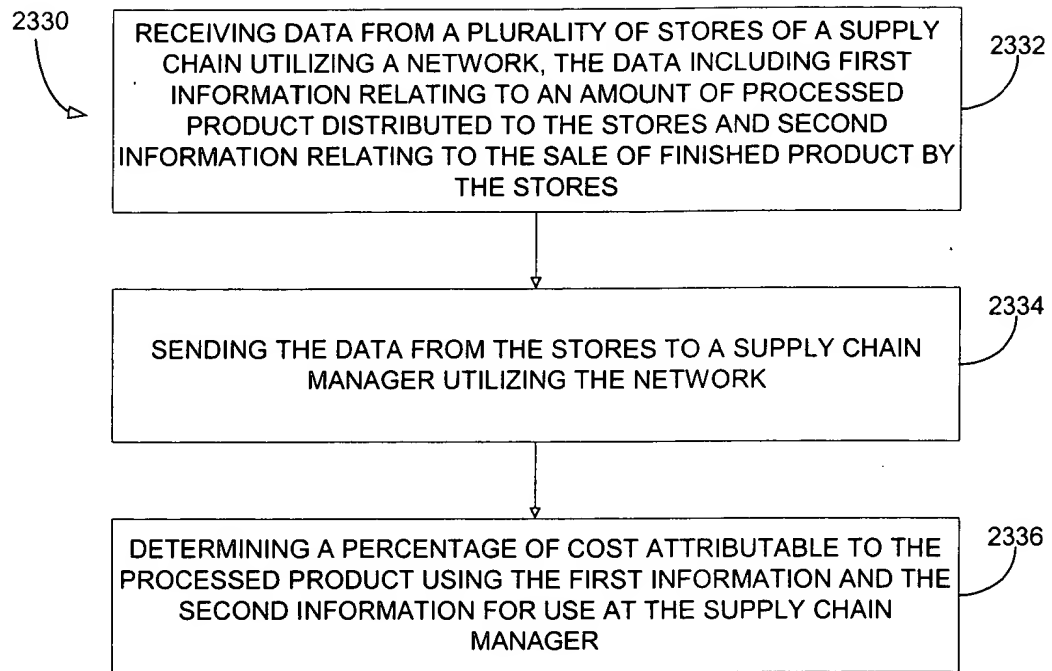 2330
RECEIVING DATA FROM A PLURALITY OF STORES OF A SUPPLY
CHAIN UTILIZING A NETWORK, THE DATA INCLUDING FIRST
INFORMATION RELATING TO AN AMOUNT OF PROCESSED
PRODUCT DISTRIBUTED TO THE STORES AND SECOND
INFORMATION RELATING TO THE SALE OF FINISHED PRODUCT BY
THE STORES
2332
SENDING THE DATA FROM THE STORES TO A SUPPLY CHAIN
MANAGER UTILIZING THE NETWORK
2334
DETERMINING A PERCENTAGE OF COST ATTRIBUTABLE TO THE
PROCESSED PRODUCT USING THE FIRST INFORMATION AND THE
SECOND INFORMATION FOR USE AT THE SUPPLY CHAIN
MANAGER
2336